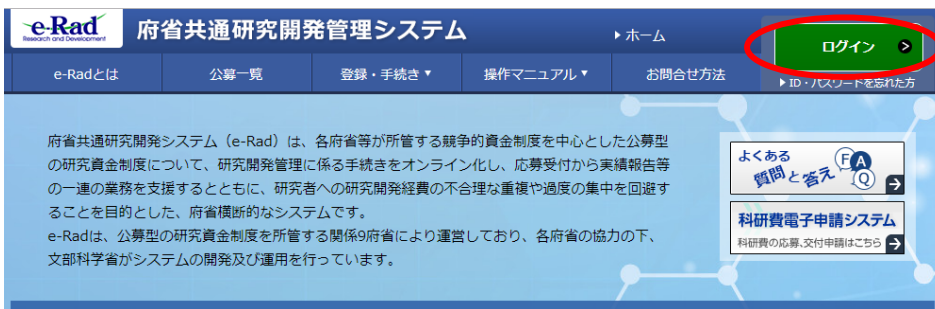 e-Rad
Research and Development
府省共通研究開発管理システム
▶ ホーム
ログイン
e-Radとは
公募一覧
登録・手続き▼
操作マニュアル▼
お問合せ方法
▶ ID・パスワードを忘れた方
府省共通研究開発システム（e-Rad）は、各府省等が所管する競争的資金制度を中心とした公募型
の研究資金制度について、研究開発管理に係る手続きをオンライン化し、応募受付から実績報告等
の一連の業務を支援するとともに、研究者への研究開発経費の不合理な重複や過度の集中を回避す
ることを目的とした、府省横断的なシステムです。
e-Radは、公募型の研究資金制度を所管する関係9府省により運営しており、各府省の協力の下、
文部科学省がシステムの開発及び運用を行っています。
よくある
質問と答え
FAQ
科研費電子申請システム
科研費の応募、交付申請はこちら